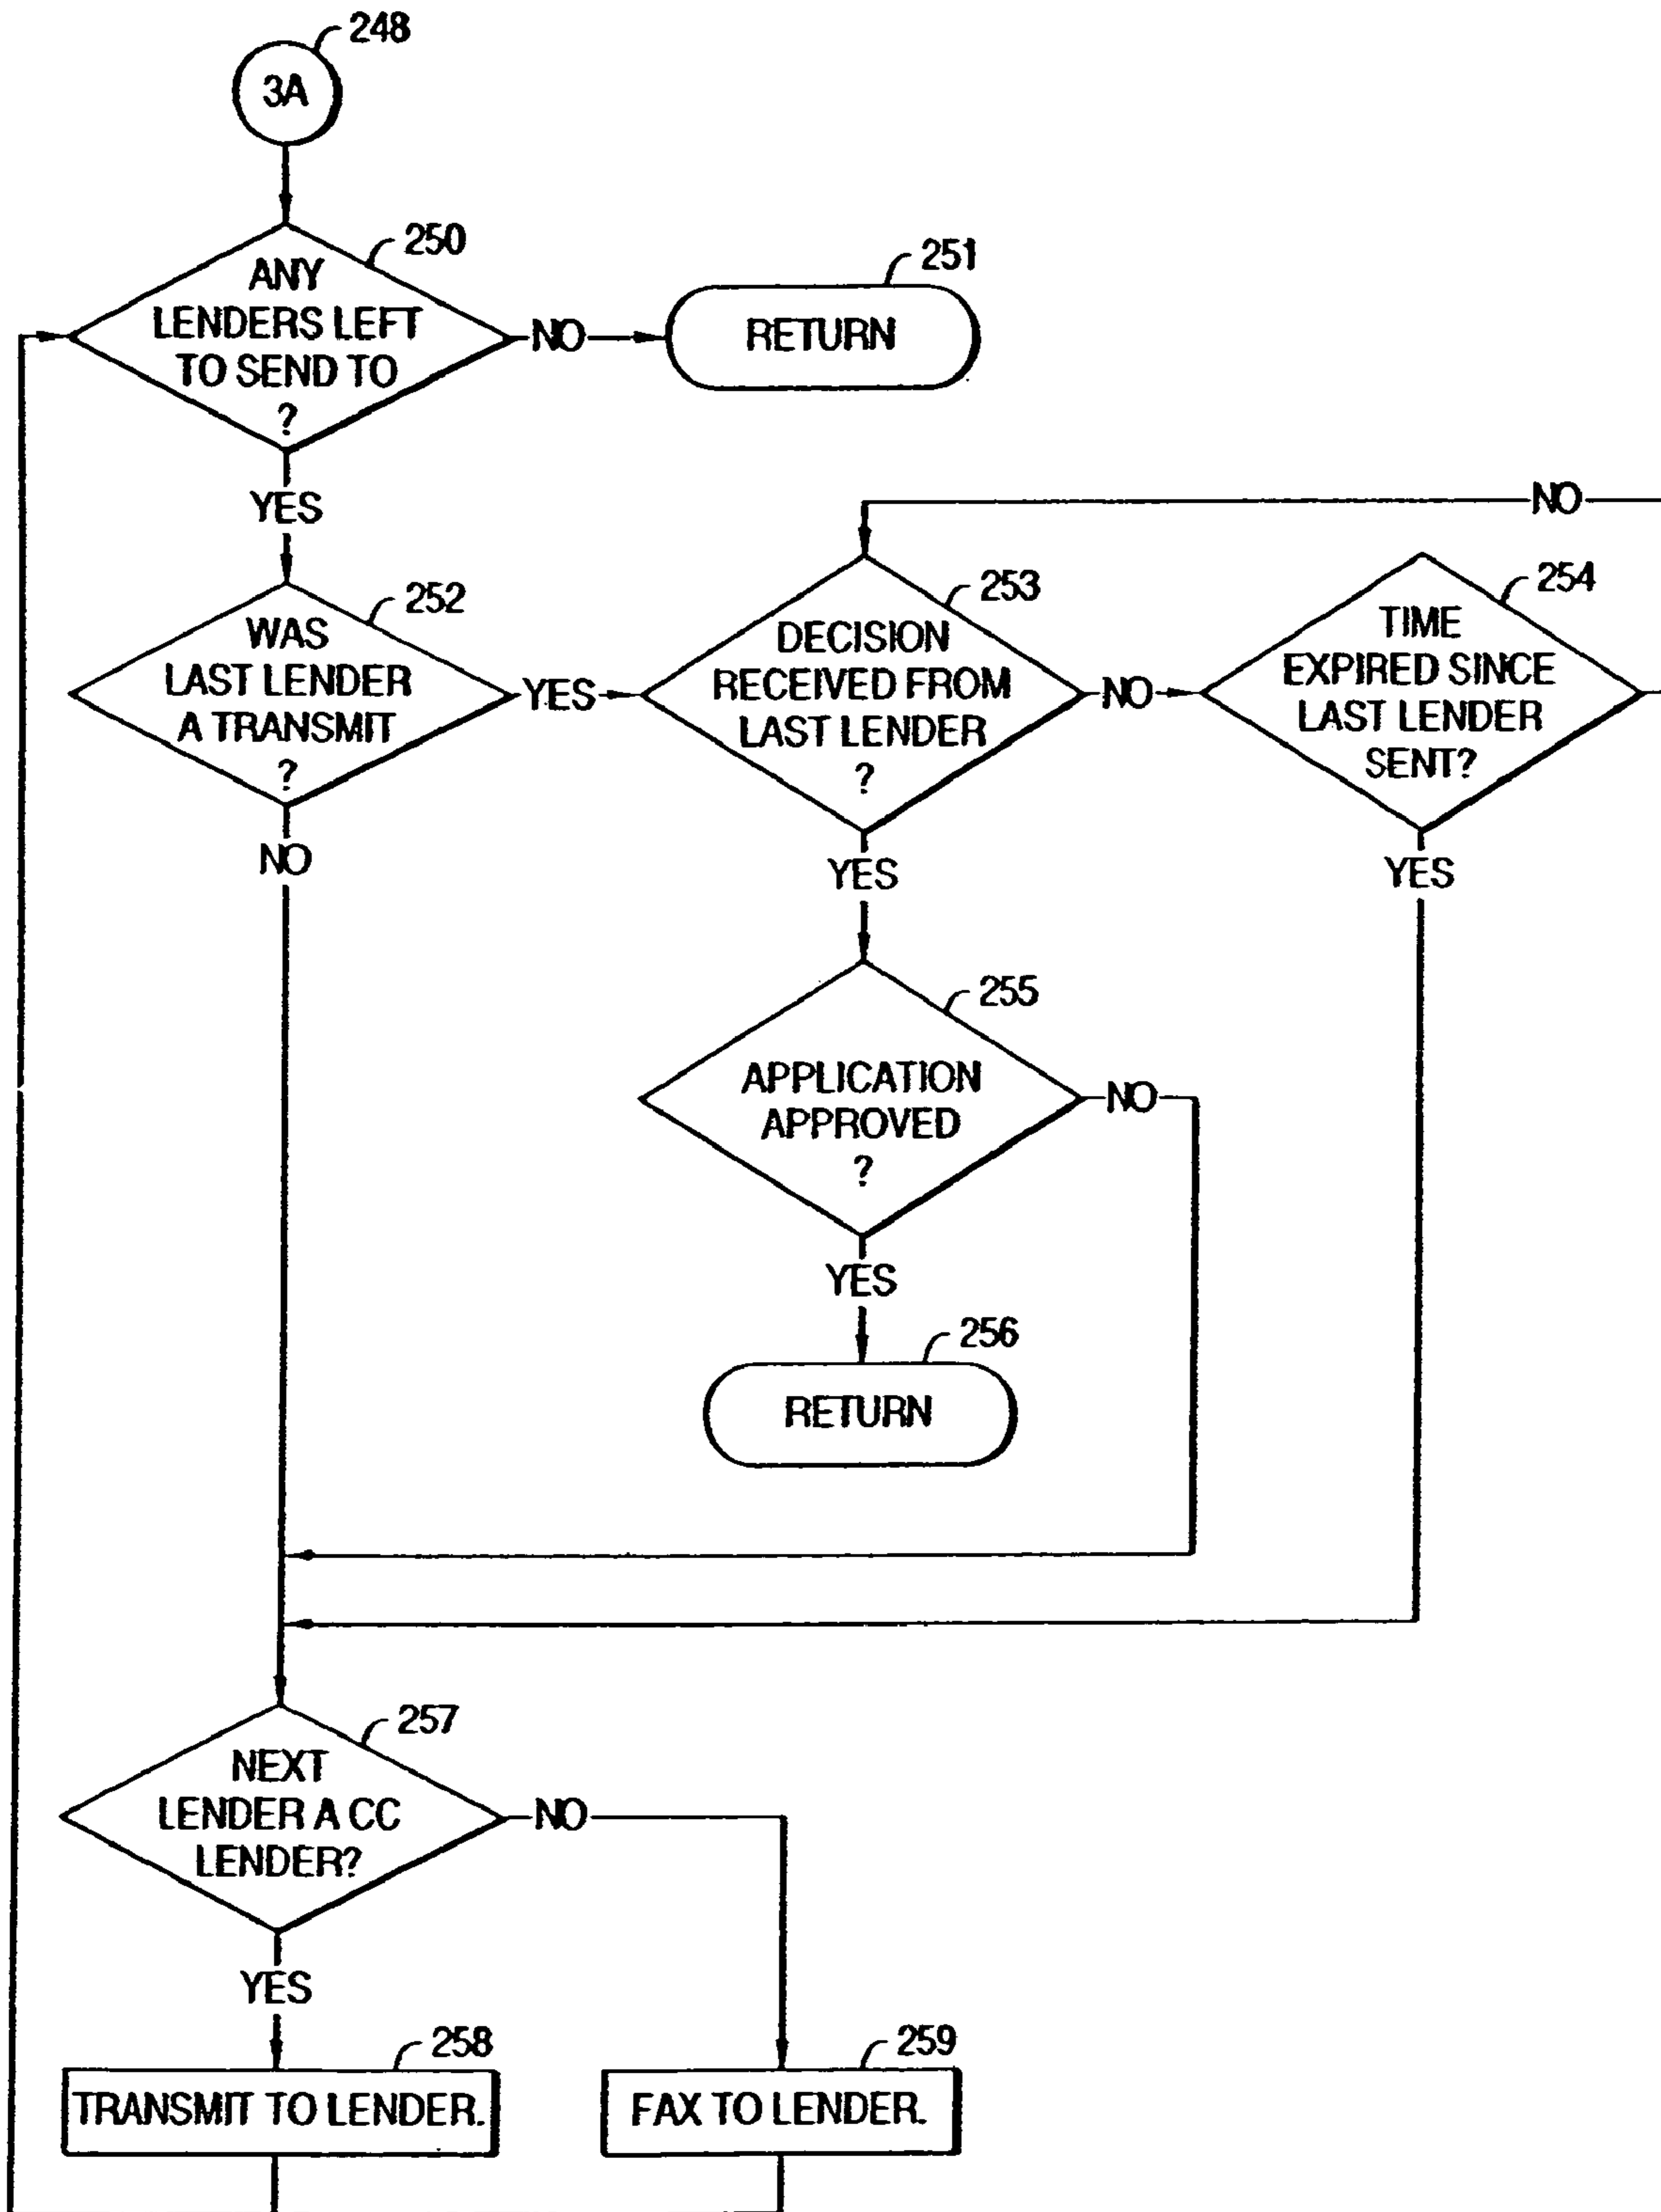 248
3A
250
ANY
LENDERS LEFT
TO SEND TO
?
NO
251
RETURN
YES
NO
252
WAS
LAST LENDER
A TRANSMIT
?
YES
253
DECISION
RECEIVED FROM
LAST LENDER
?
NO
254
TIME
EXPIRED SINCE
LAST LENDER
SENT?
NO
YES
YES
255
APPLICATION
APPROVED
?
NO
YES
256
RETURN
257
NEXT
LENDER A CC
LENDER?
NO
YES
258
TRANSMIT TO LENDER.
259
FAX TO LENDER.